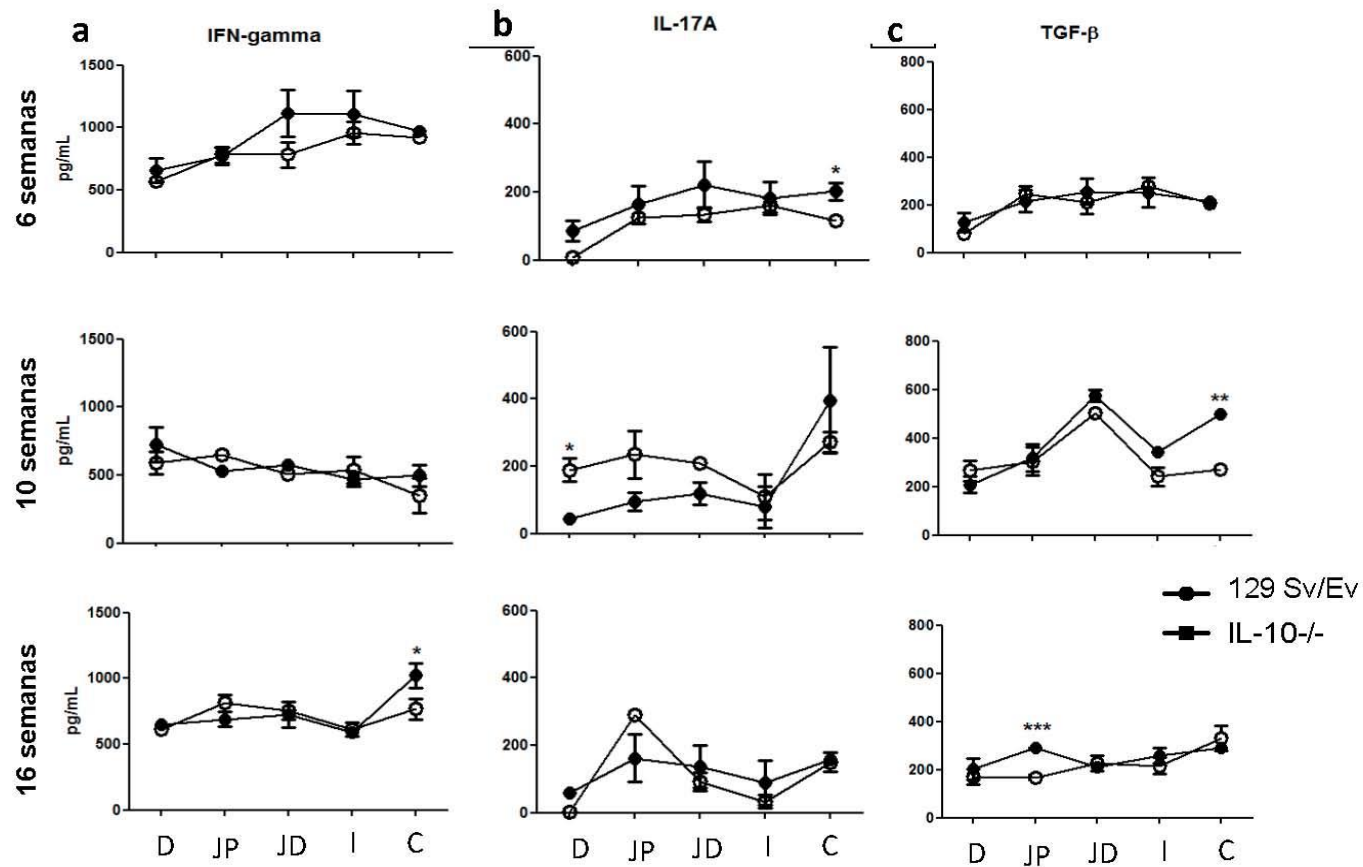 a
IFN-gamma
b
IL-17A
c
TGF-β
6 semanas
pg/mL
1500
1000
500
0
600
400
200
0
*
800
600
400
200
0
10 semanas
pg/mL
1500
1000
500
0
600
400
200
0
*
800
600
400
200
0
**
16 semanas
pg/mL
1500
1000
500
0
*
600
400
200
0
129 Sv/Ev
IL-10-/-
800
600
400
200
0
***
D JP JD I C
D JP JD I C
D JP JD I C